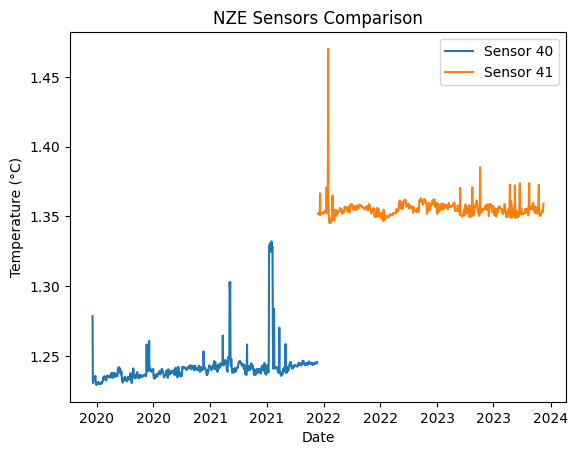 NZE Sensors Comparison
Sensor 40
Sensor 41
Temperature (°C)
1.45
1.40
1.35
1.30
1.25
2020 2020 2021 2021 2022 2022 2023 2023 2024
Date